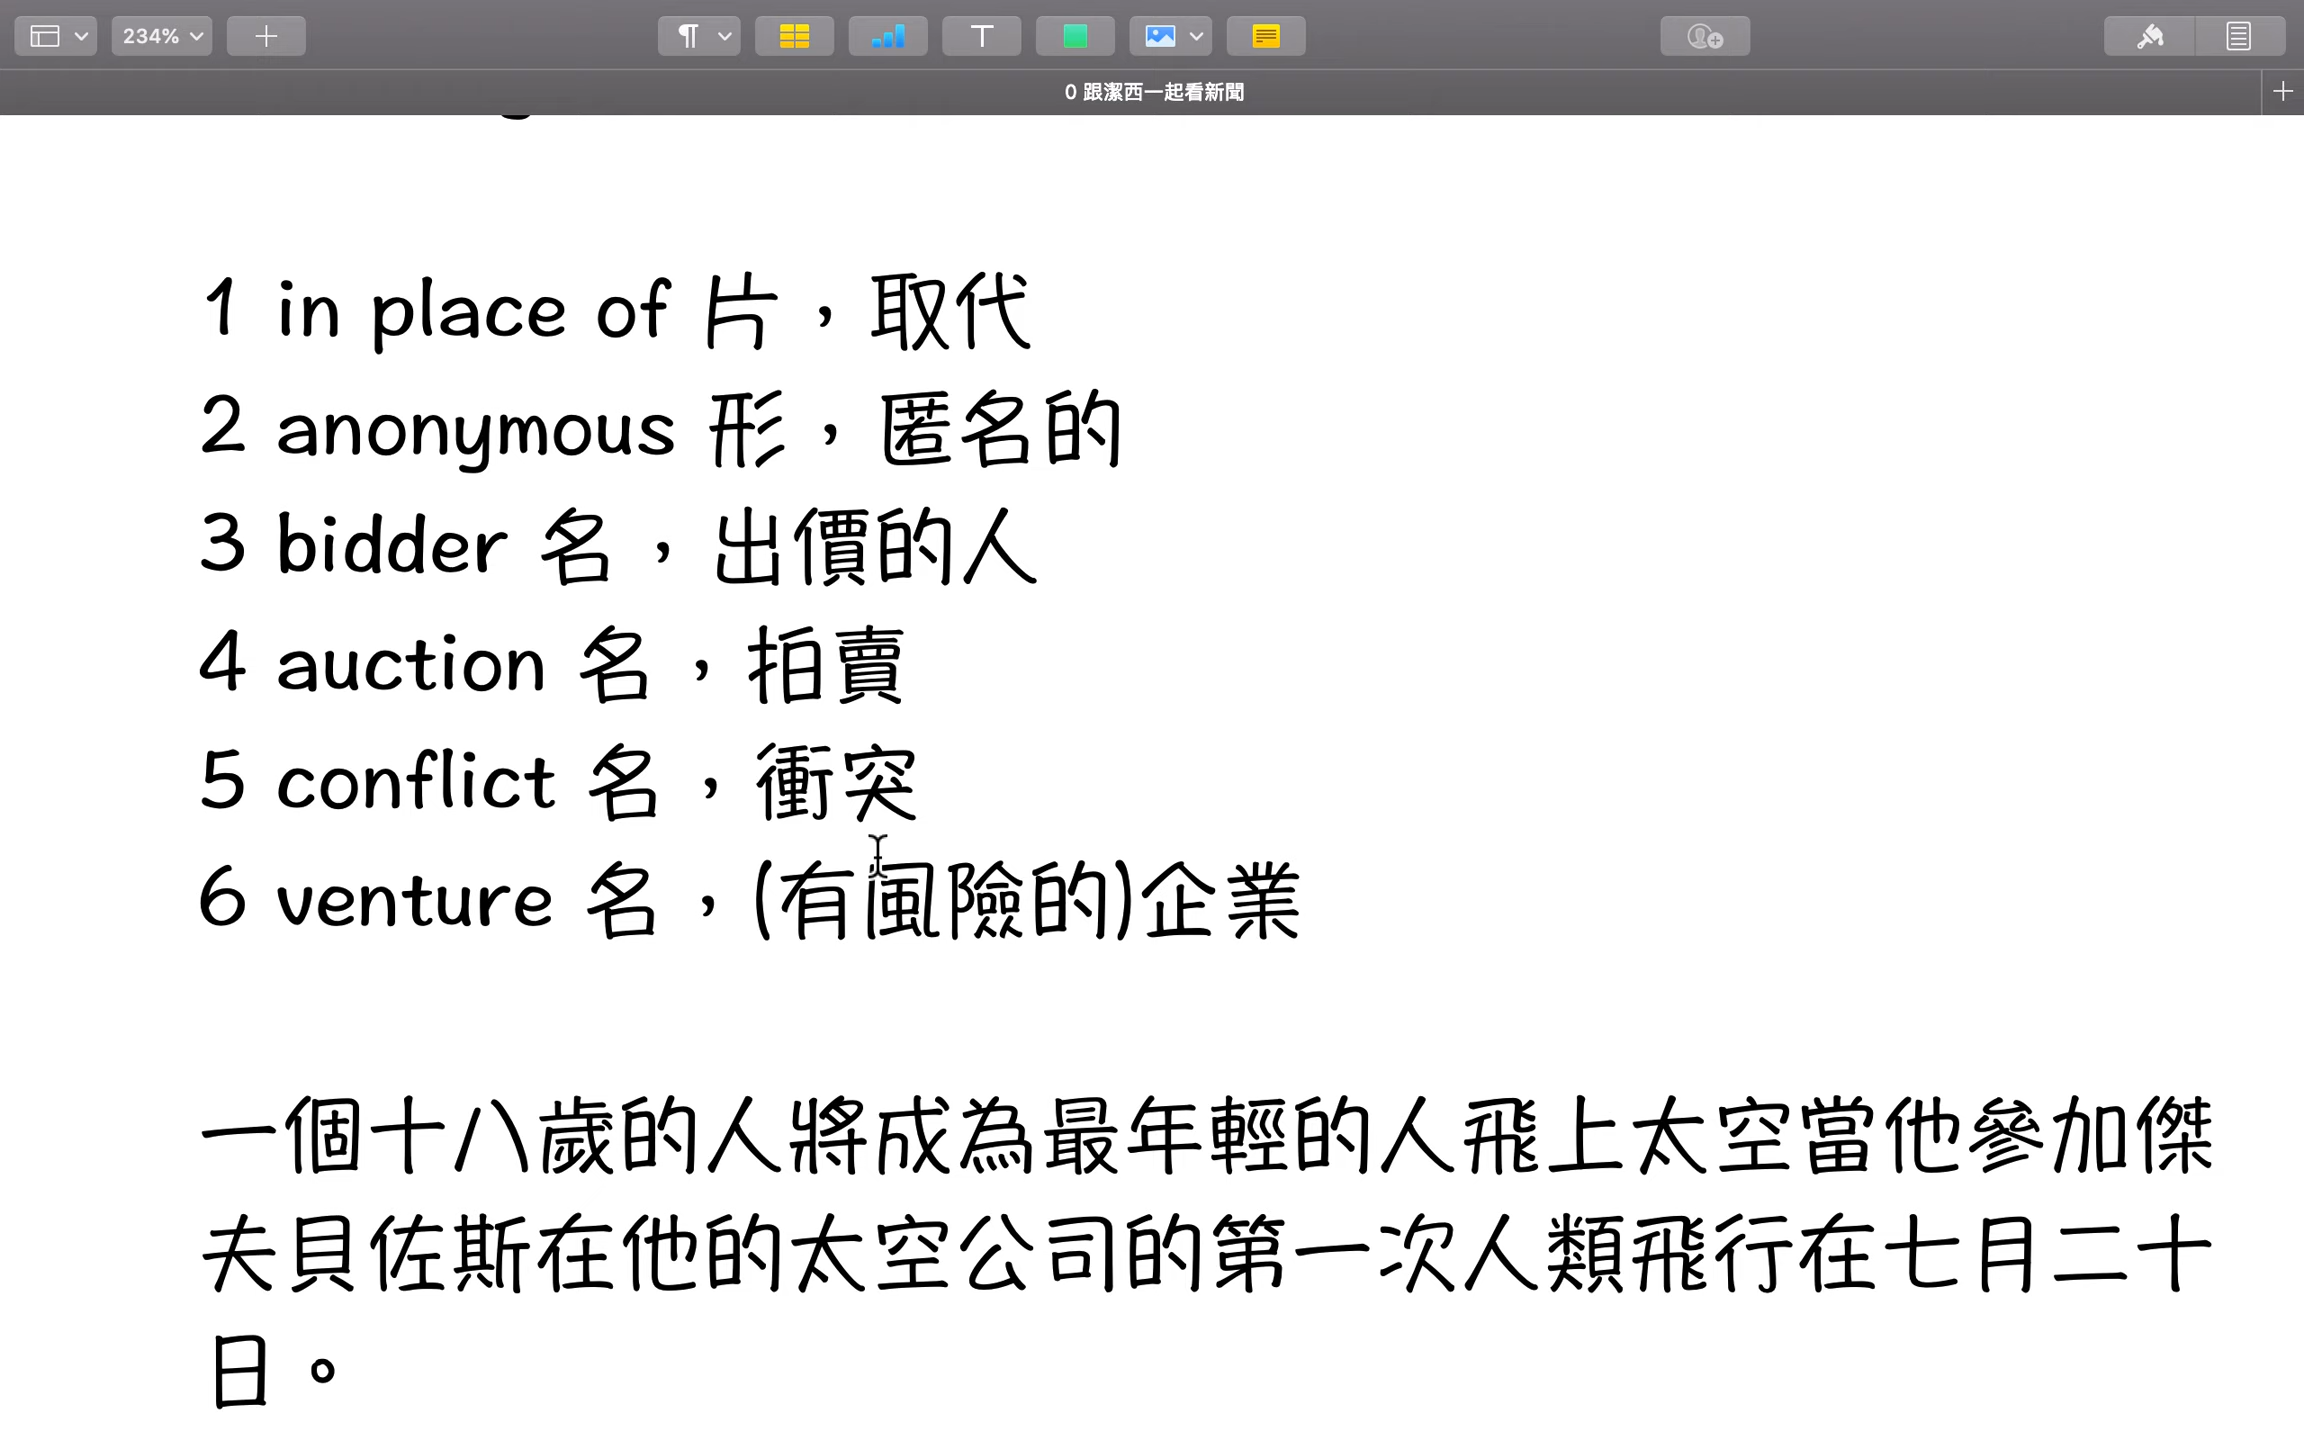 234%
0 跟潔西一起看新聞
1 in place of 片，取代
2 anonymous 形，匿名的
3 bidder 名，出價的人
4 auction 名，拍賣
5 conflict 名，衝突
6 venture 名，(有風險的)企業
一個十八歲的人將成為最年輕的人飛上太空當他參加傑
夫貝佐斯在他的太空公司的第一次人類飛行在七月二十
日。